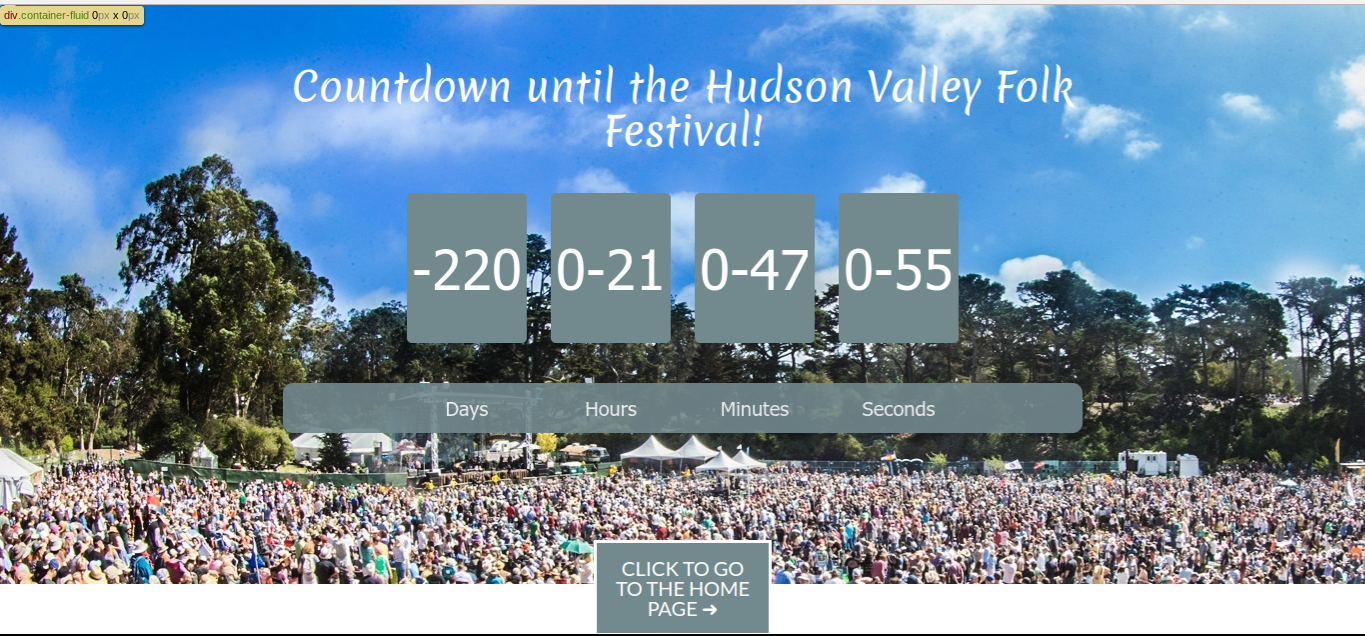 div.container-fluid 0px x 0px
Countdown until the Hudson Valley Folk
Festival!
-220 0-21 0-47 0-55
Days Hours Minutes Seconds
CLICK TO GO
TO THE HOME
PAGE ➜